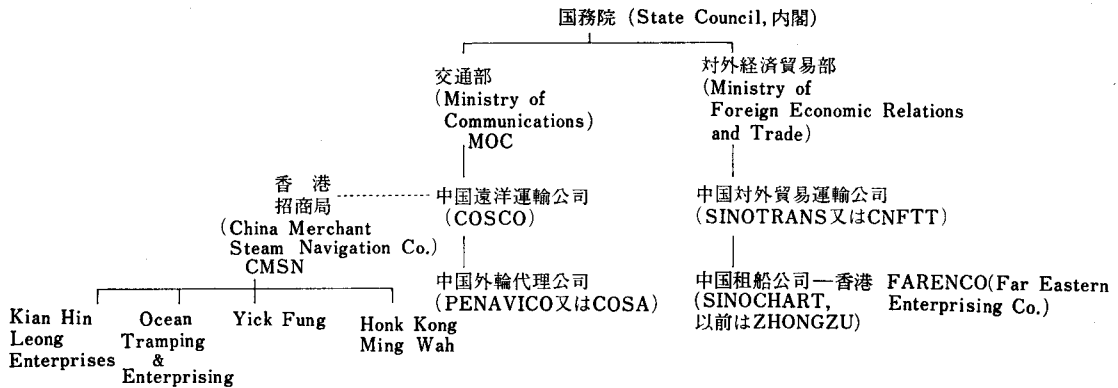 国務院 (State Council, 内閣)
交通部
(Ministry of
Communications)
MOC
対外経済貿易部
(Ministry of
Foreign Economic Relations
and Trade)
香 港
招商局
(China Merchant
Steam Navigation Co.)
CMSN
中国遠洋運輸公司
(COSCO)
中国対外貿易運輸公司
(SINOTRANS又はCNFTT)
中国外輪代理公司
(PENAVICO又はCOSA)
中国租船公司—香港 FARENCO(Far Eastern
Enterprising Co.)
(SINOCHART,
以前はZHONGZU)
Kian Hin
Leong
Enterprises
Ocean
Tramping
&
Enterprising
Yick Fung
Honk Kong
Ming Wah